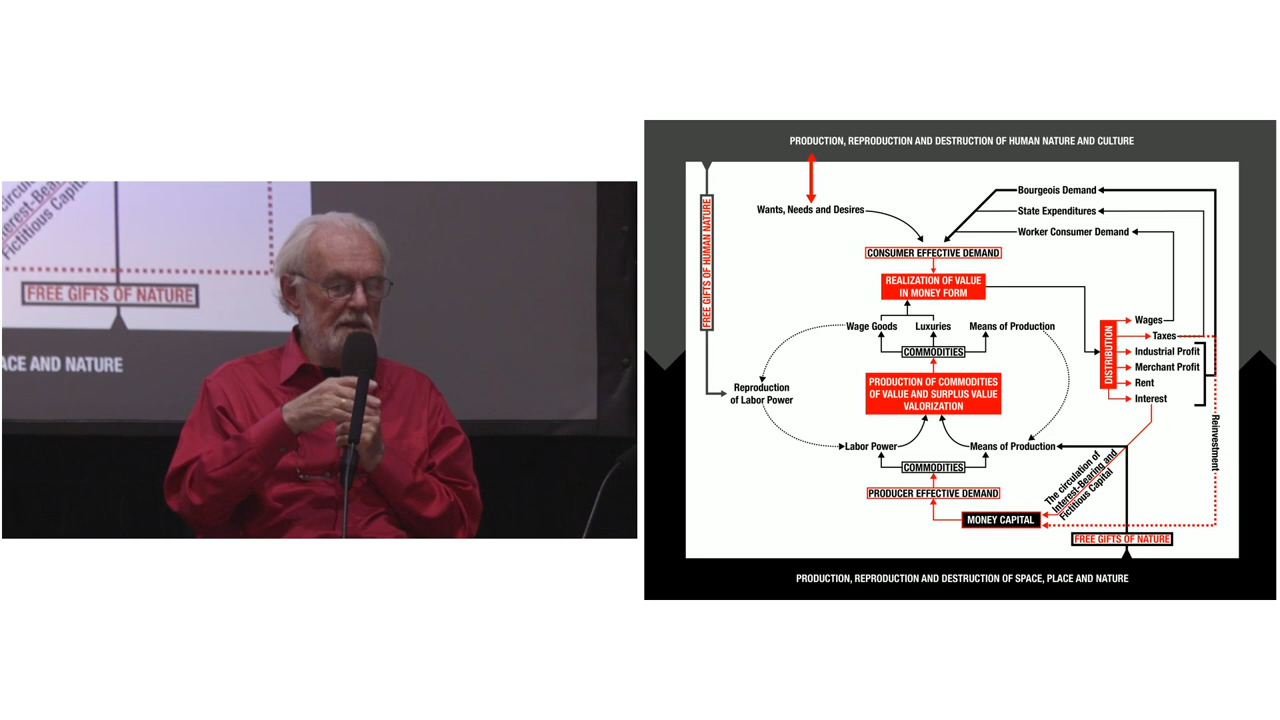 circul
Interest-Bear
Fictitious Capi
FREE GIFTS OF NATURE
ACE AND NATURE
PRODUCTION, REPRODUCTION AND DESTRUCTION OF HUMAN NATURE AND CULTURE
FREE GIFTS OF HUMAN NATURE
Wants, Needs and Desires
Bourgeois Demand
State Expenditures
Worker Consumer Demand
CONSUMER EFFECTIVE DEMAND
REALIZATION OF VALUE
IN MONEY FORM
Wage Goods
Luxuries
Means of Production
COMMODITIES
DISTRIBUTION
Wages
Taxes
Industrial Profit
Merchant Profit
Rent
Interest
PRODUCTION OF COMMODITIES
OF VALUE AND SURPLUS VALUE
VALORIZATION
Reproduction
of Labor Power
Labor Power
Means of Production
COMMODITIES
PRODUCER EFFECTIVE DEMAND
MONEY CAPITAL
The circulation of
Interest-Bearing and
Fictitious Capital
Reinvestment
FREE GIFTS OF NATURE
PRODUCTION, REPRODUCTION AND DESTRUCTION OF SPACE, PLACE AND NATURE